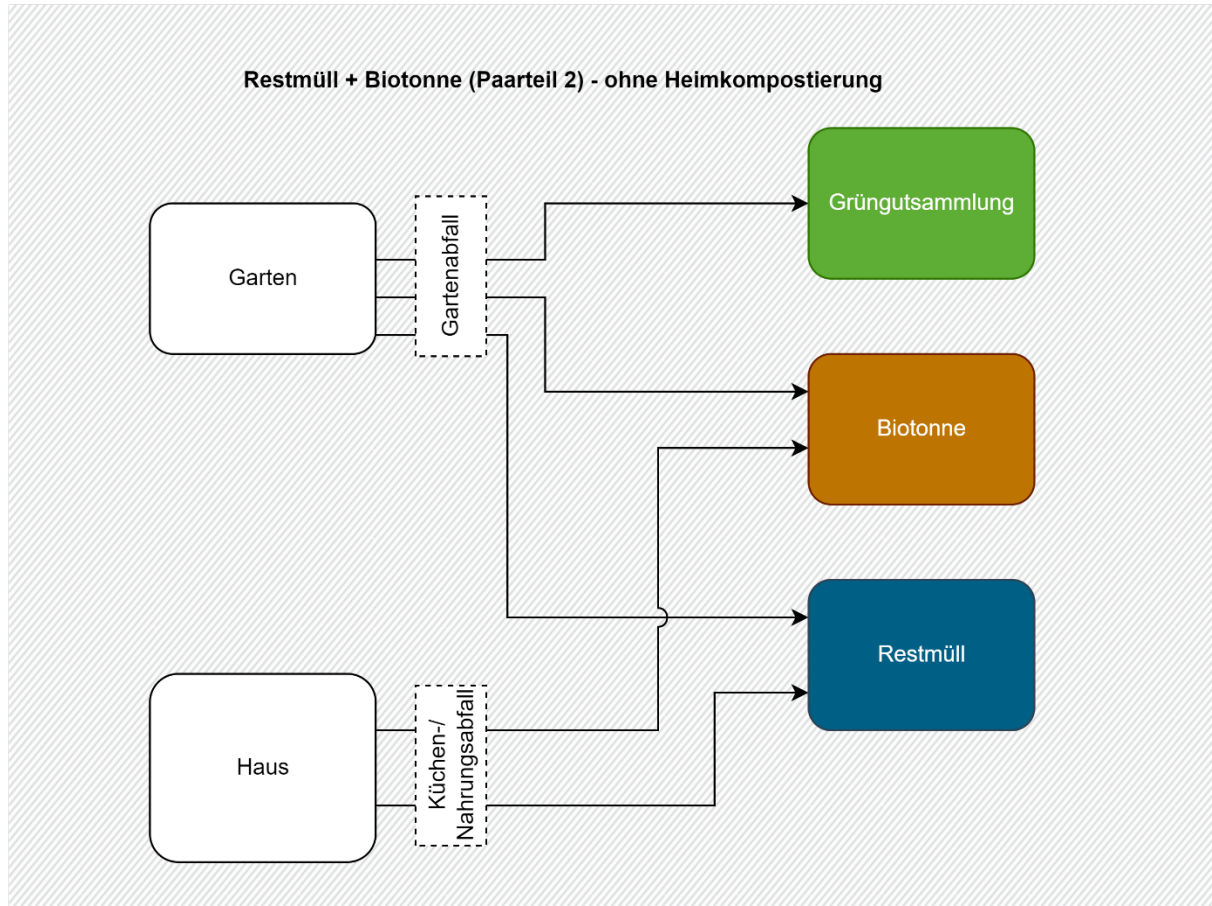 Restmüll + Biotonne (Paarteil 2) - ohne Heimkompostierung
Grüngutsammlung
Garten
Gartenabfall
Biotonne
Restmüll
Haus
Küchen-/
Nahrungsabfall